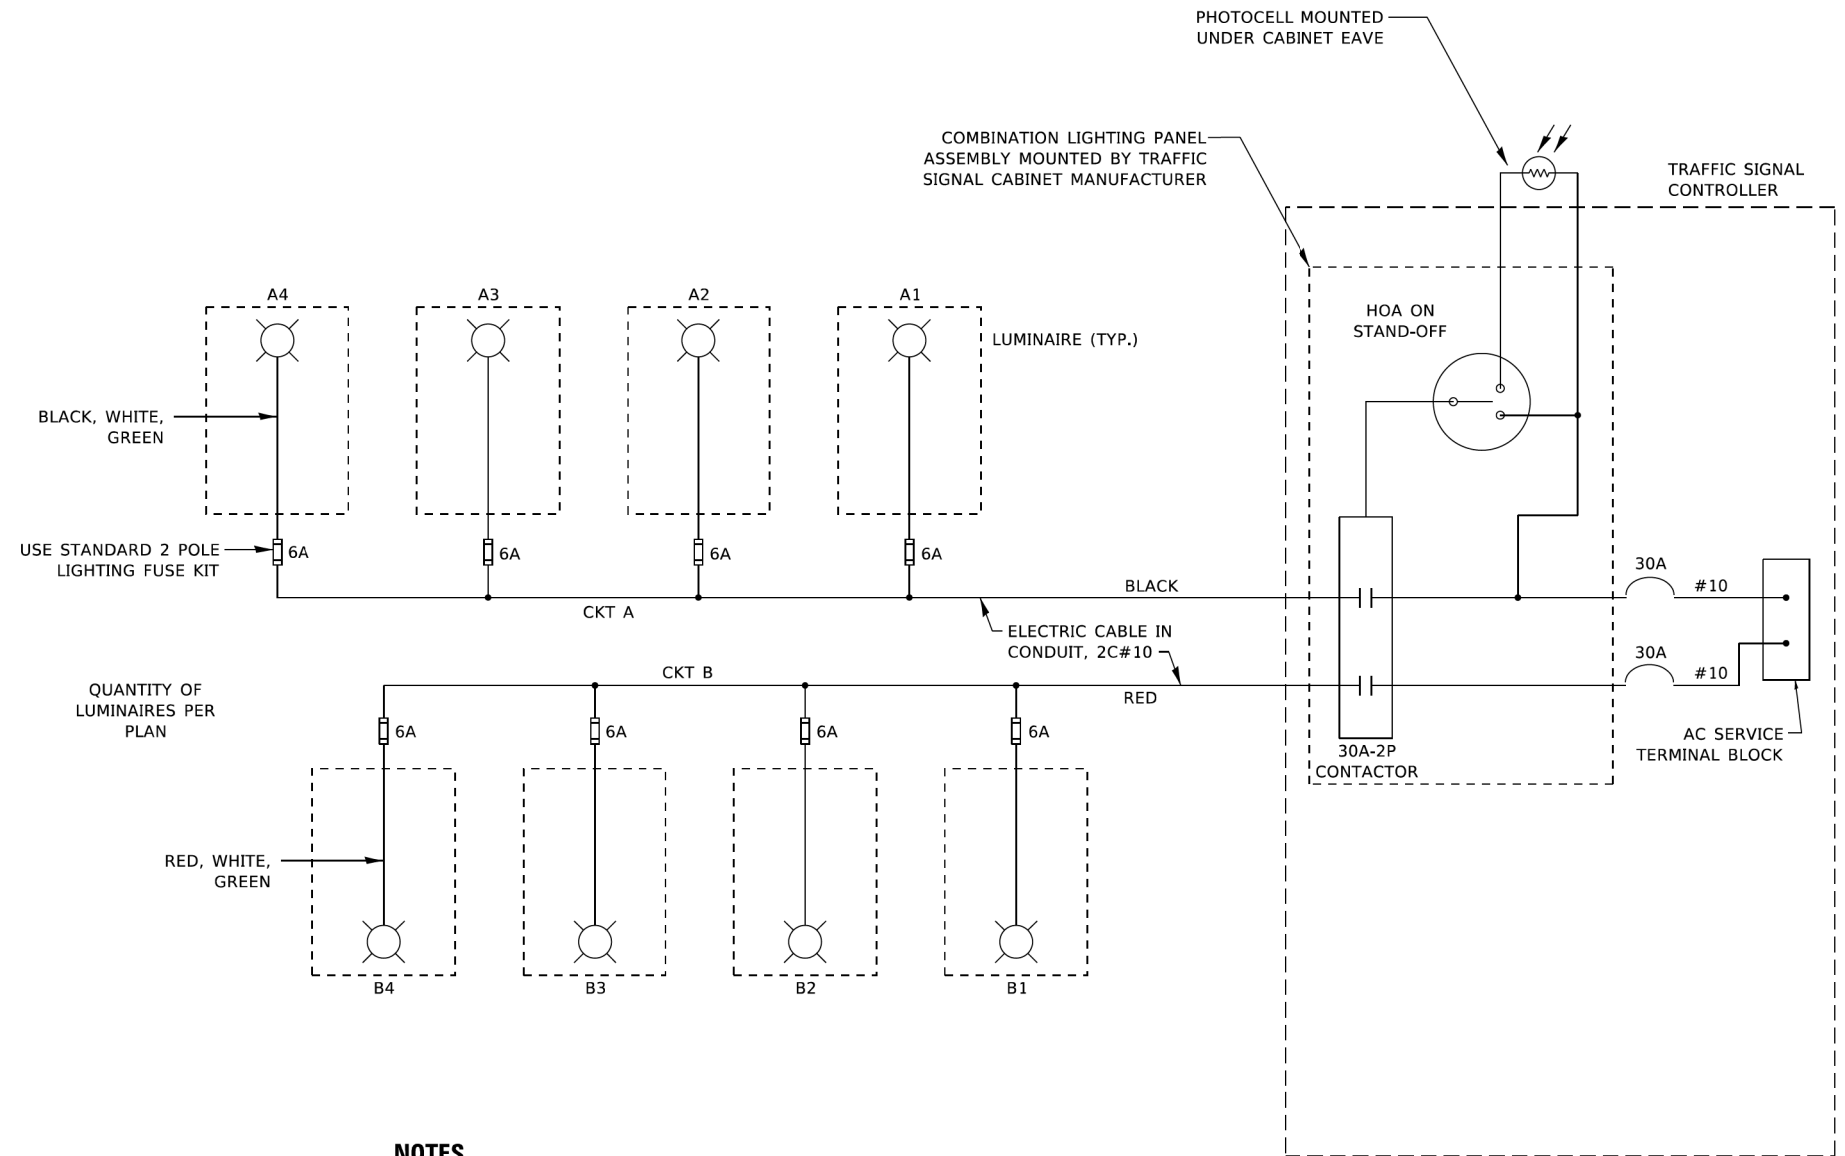 PHOTOCELL MOUNTED
UNDER CABINET EAVE
COMBINATION LIGHTING PANEL
ASSEMBLY MOUNTED BY TRAFFIC
SIGNAL CABINET MANUFACTURER
TRAFFIC SIGNAL
CONTROLLER
A4
A3
A2
A1
HOA ON
STAND-OFF
LUMINAIRE (TYP.)
BLACK, WHITE,
GREEN
USE STANDARD 2 POLE
LIGHTING FUSE KIT
6A
6A
6A
6A
30A
#10
BLACK
CKT A
ELECTRIC CABLE IN
CONDUIT, 2C#10
30A
#10
CKT B
RED
QUANTITY OF
LUMINAIRES PER
PLAN
6A
6A
6A
6A
AC SERVICE
TERMINAL BLOCK
30A-2P
CONTACTOR
RED, WHITE,
GREEN
B4
B3
B2
B1
NOTES